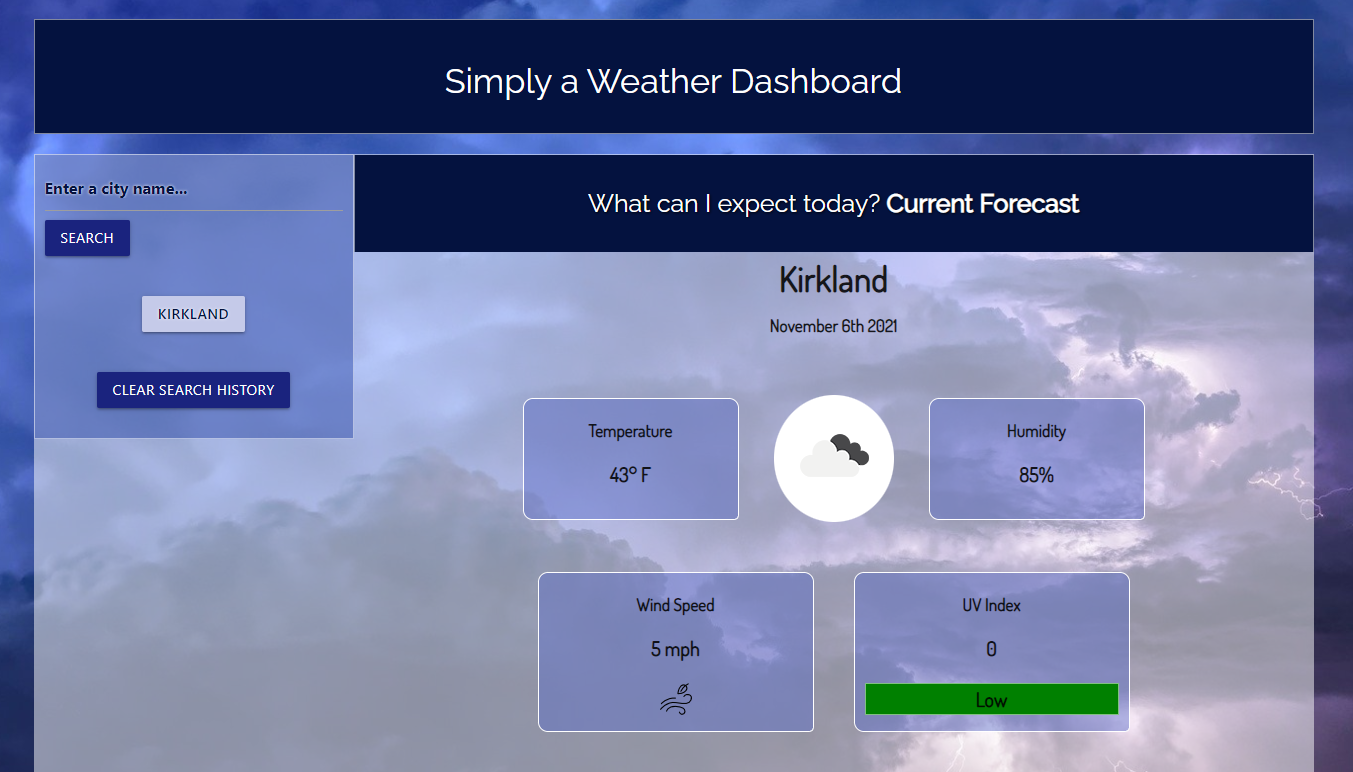 Simply a Weather Dashboard
Enter a city name...
SEARCH
KIRKLAND
CLEAR SEARCH HISTORY
What can I expect today? Current Forecast
Kirkland
November 6th 2021
Temperature
43° F
Humidity
85%
Wind Speed
5 mph
UV Index
0
Low